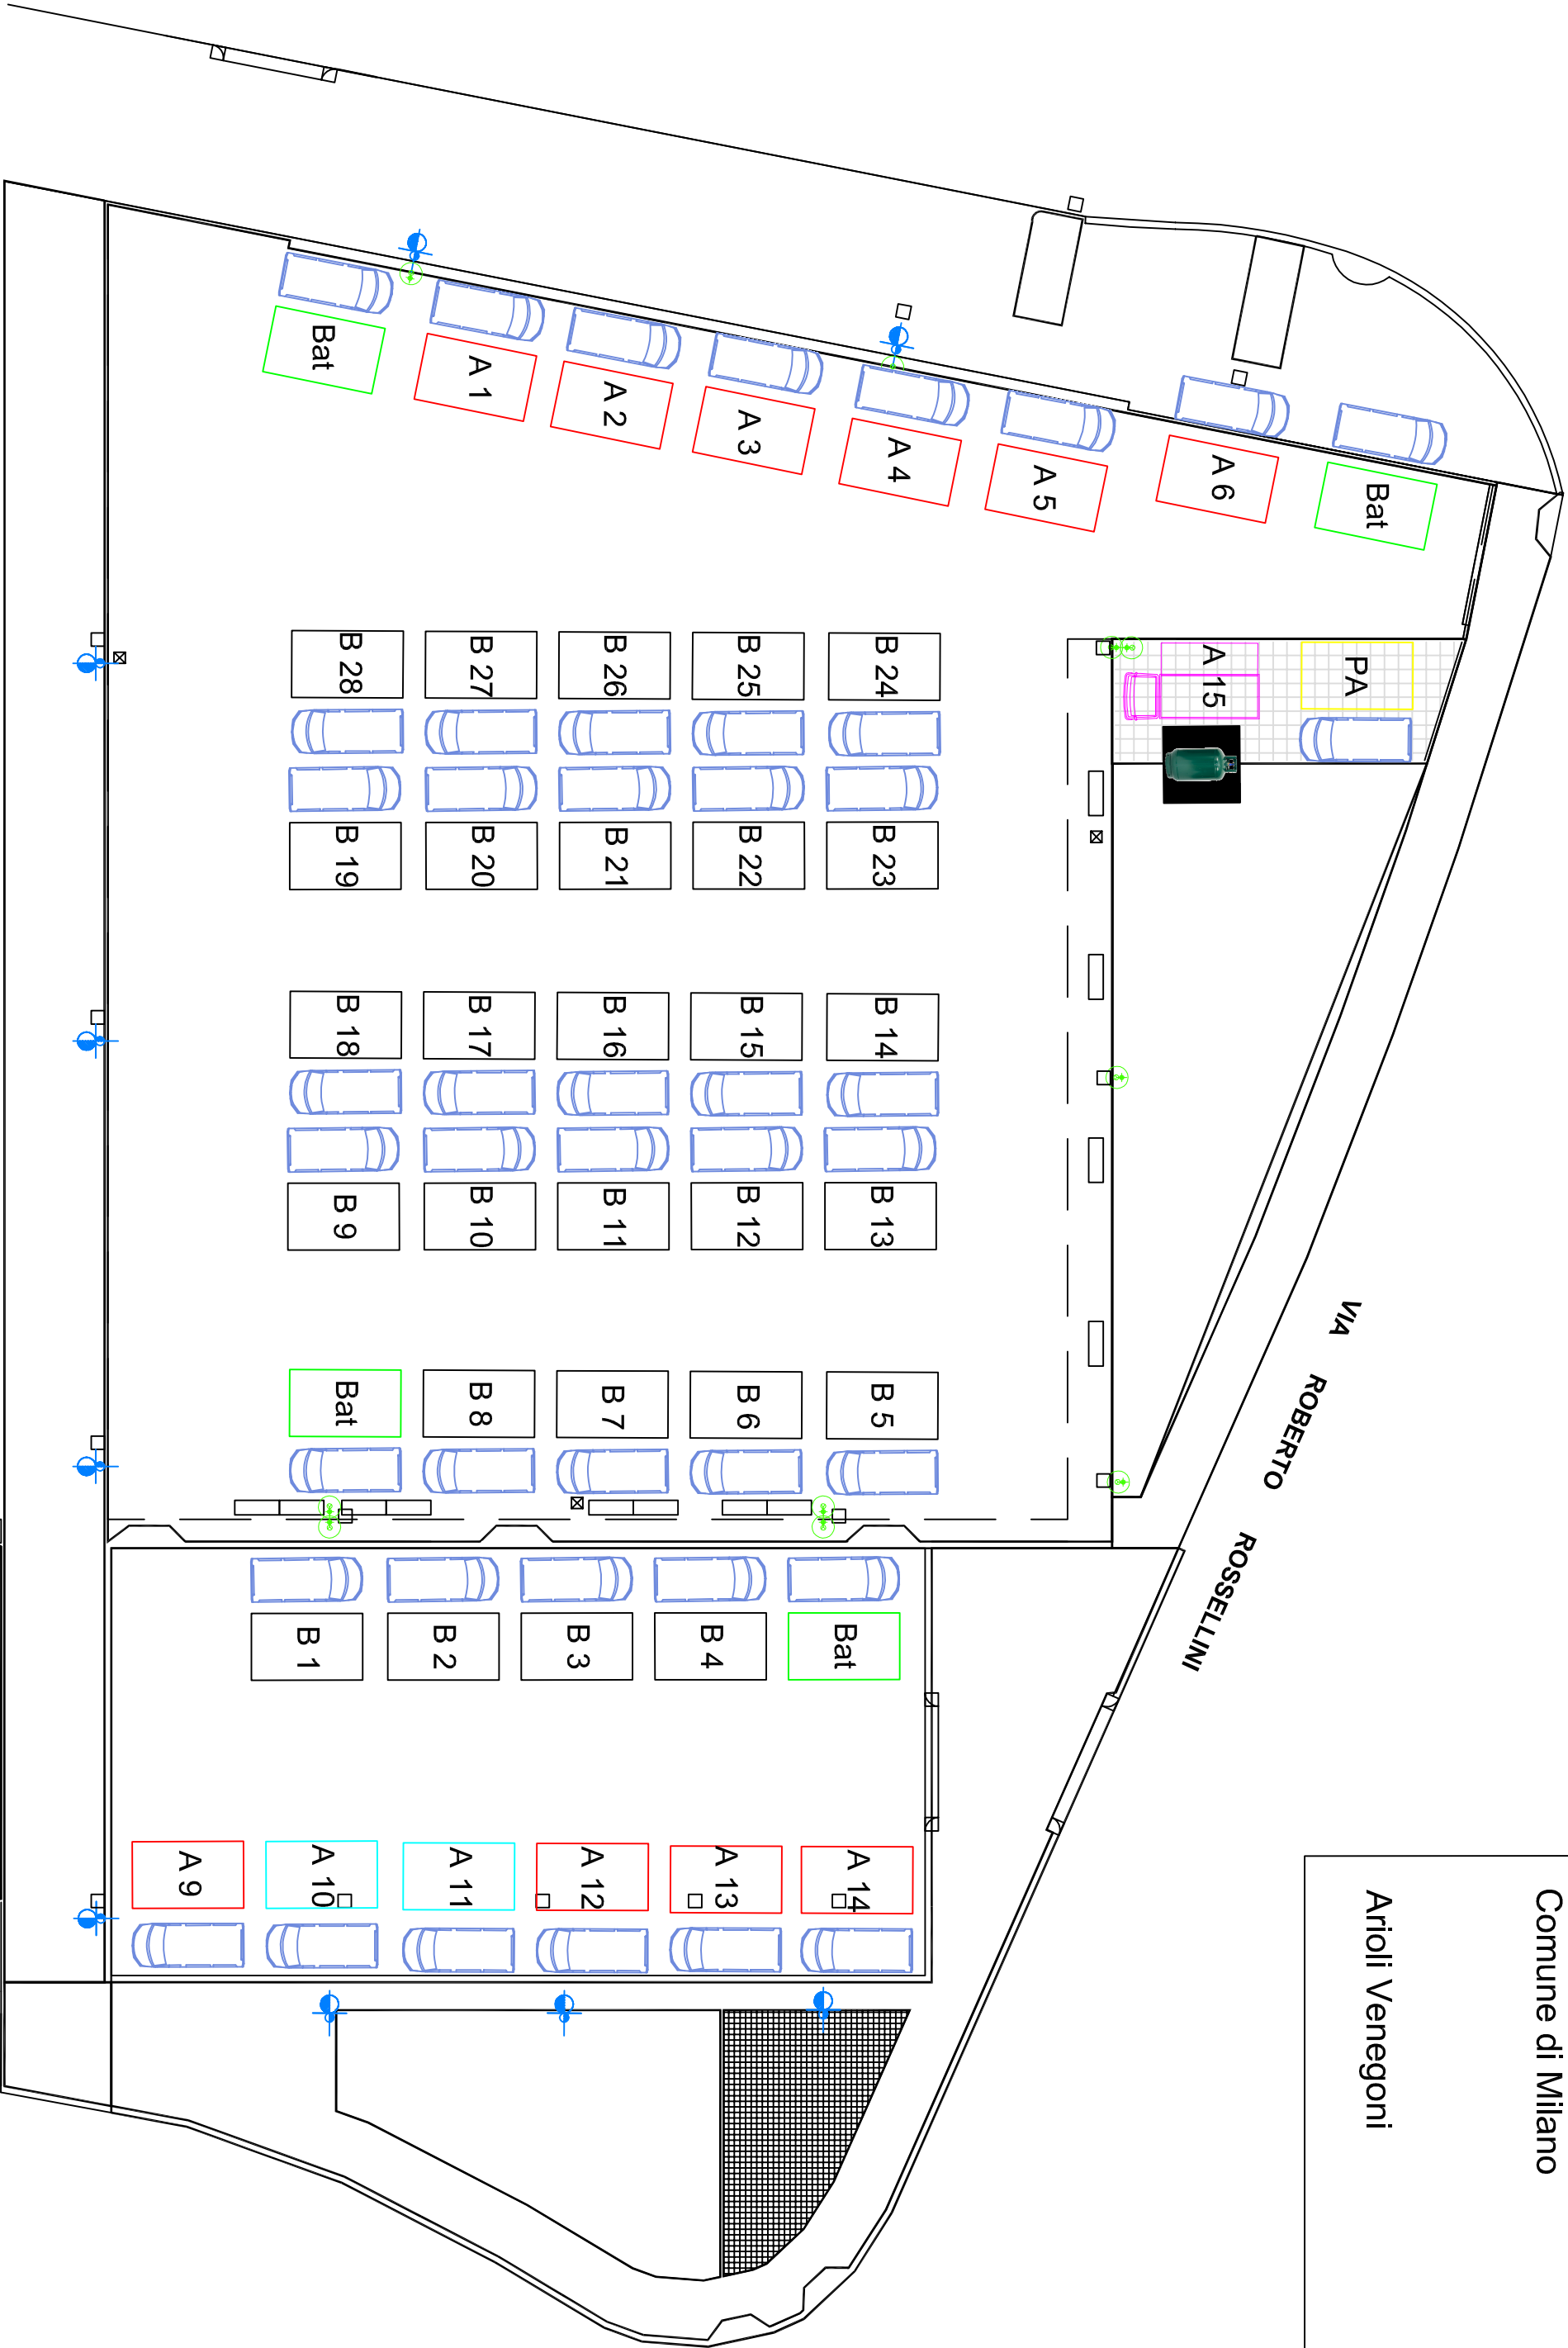 Comune di Milano
Arioli Venegoni
VIA ROBERTO ROSSELLINI
Bat
A 6
A 5
A 4
A 3
A 2
A 1
Bat
PA
A 15
B 24
B 25
B 26
B 27
B 28
B 23
B 22
B 21
B 20
B 19
B 14
B 15
B 16
B 17
B 18
B 13
B 12
B 11
B 10
B 9
B 5
B 6
B 7
B 8
Bat
Bat
B 4
B 3
B 2
B 1
A 14
A 13
A 12
A 11
A 10
A 9